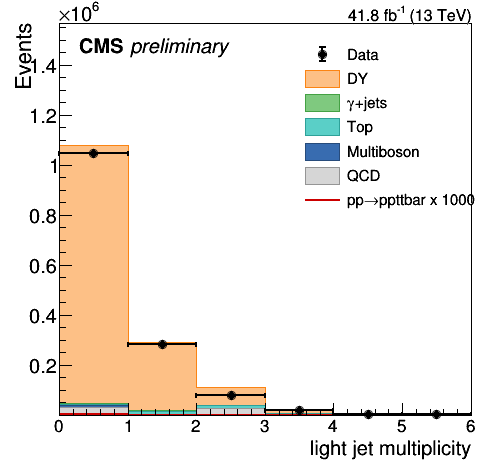 ×10⁶
41.8 fb⁻¹ (13 TeV)
Events
CMS preliminary
Data
DY
γ+jets
Top
Multiboson
QCD
pp→ppttbar x 1000
1.4
1.2
1
0.8
0.6
0.4
0.2
0 1 2 3 4 5 6
light jet multiplicity